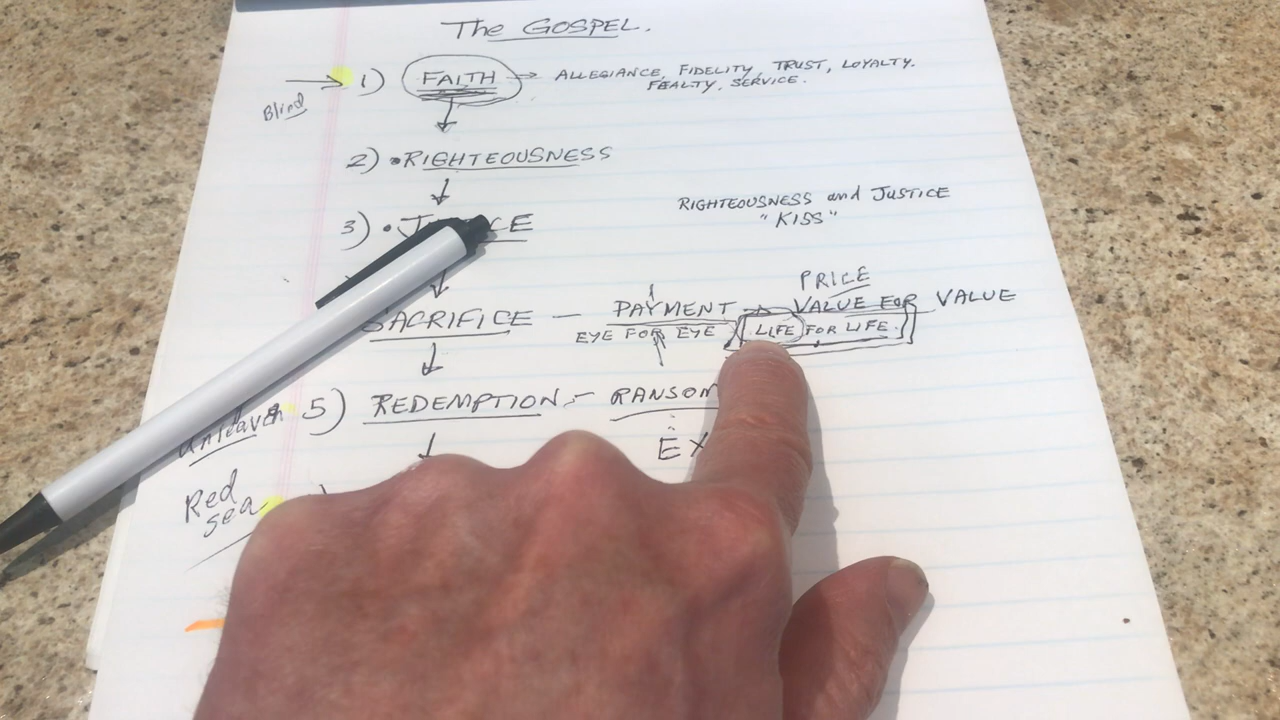 The GOSPEL.
1) FAITH → ALLEGIANCE, FIDELITY, TRUST, LOYALTY.
FEALTY, SERVICE.
Blind
2) •RIGHTEOUSNESS
RIGHTEOUSNESS and JUSTICE
"KISS"
3) •
PRICE
SACRIFICE — PAYMENT → VALUE FOR VALUE
EYE FOR EYE LIFE FOR LIFE.
5) REDEMPTION — RANSOM
Red
sea